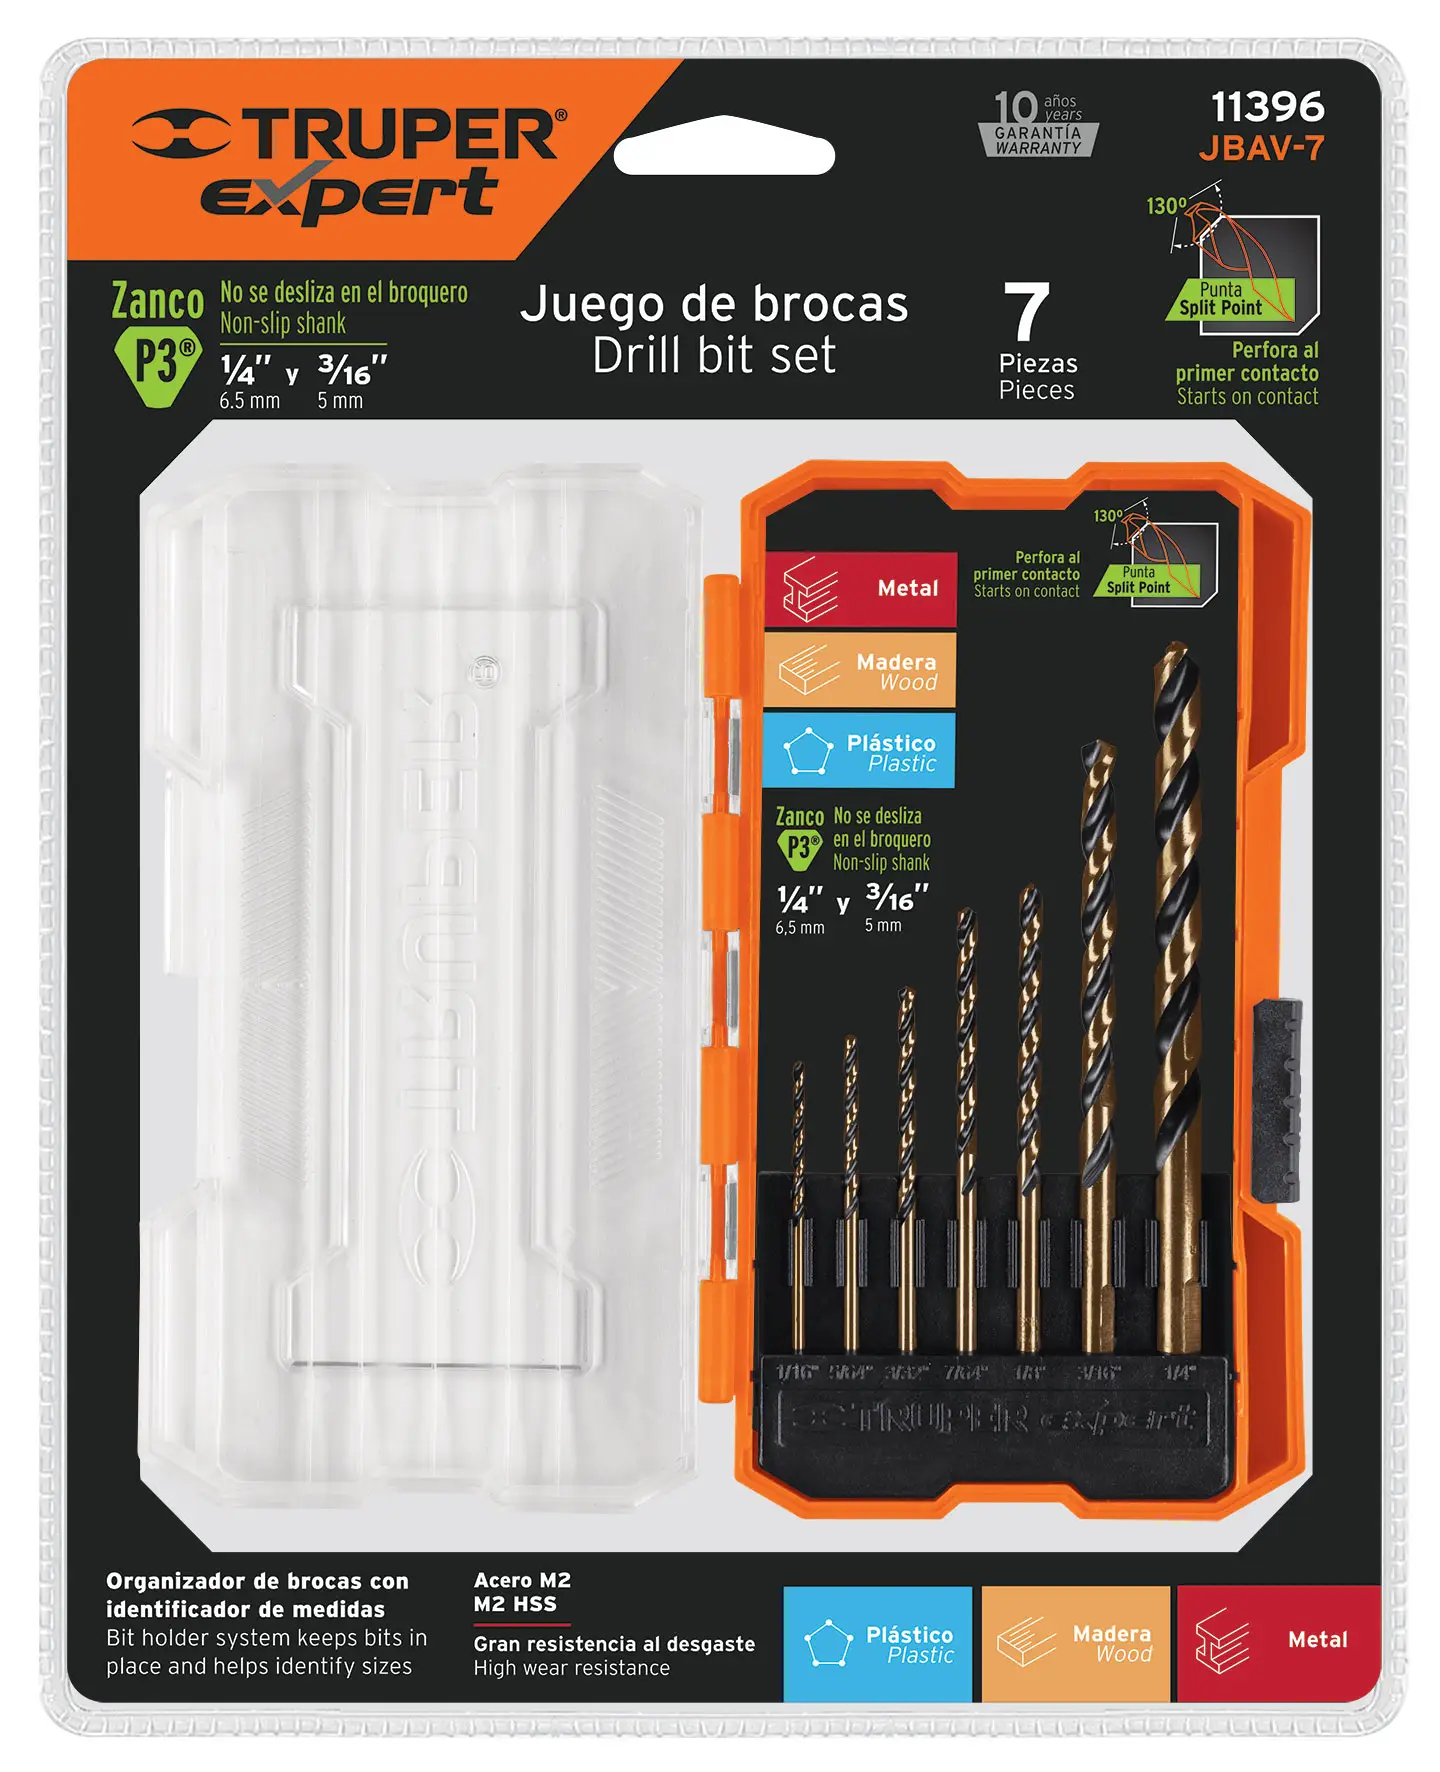 TRUPER®
expert
10 años
years
GARANTÍA
WARRANTY
11396
JBAV-7
130º
Punta
Split Point
Perfora al
primer contacto
Starts on contact
Zanco
P3®
No se desliza en el broquero
Non-slip shank
1/4" y 3/16"
6.5 mm 5 mm
Juego de brocas
Drill bit set
7
Piezas
Pieces
TRUPER®
130º
Perfora al
primer contacto
Starts on contact
Punta
Split Point
Metal
Madera
Wood
Plástico
Plastic
Zanco
P3®
No se desliza
en el broquero
Non-slip shank
1/4" y 3/16"
6,5 mm 5 mm
1/16" 5/64" 3/32" 7/64" 1/8" 3/16" 1/4"
TRUPER expert
Organizador de brocas con
identificador de medidas
Bit holder system keeps bits in
place and helps identify sizes
Acero M2
M2 HSS
Gran resistencia al desgaste
High wear resistance
Plástico
Plastic
Madera
Wood
Metal